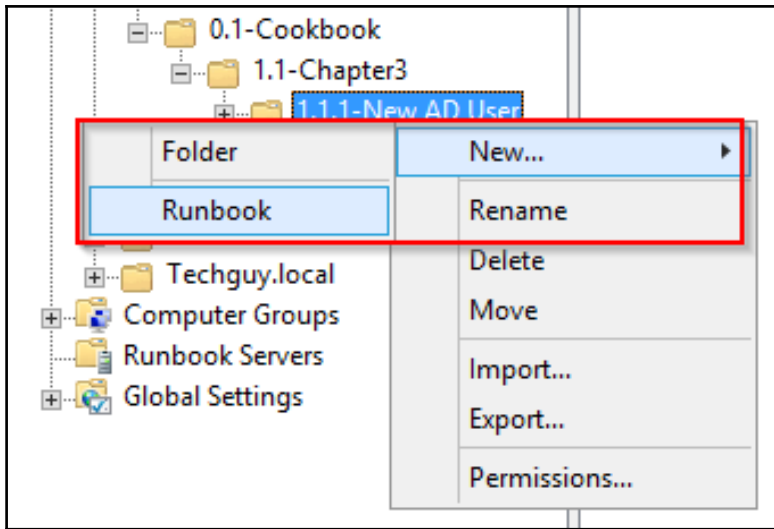 0.1-Cookbook
1.1-Chapter3
1.1.1-New AD User
Folder
New...
Runbook
Rename
Delete
Techguy.local
Move
Computer Groups
Runbook Servers
Import...
Global Settings
Export...
Permissions...